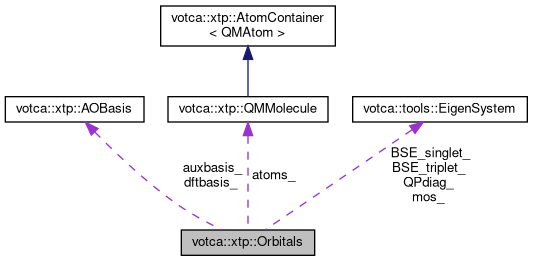 votca::xtp::AtomContainer
< QMAtom >
votca::xtp::AOBasis
votca::xtp::QMMolecule
votca::tools::EigenSystem
auxbasis_
dftbasis_
atoms_
BSE_singlet_
BSE_triplet_
QPdiag_
mos_
votca::xtp::Orbitals